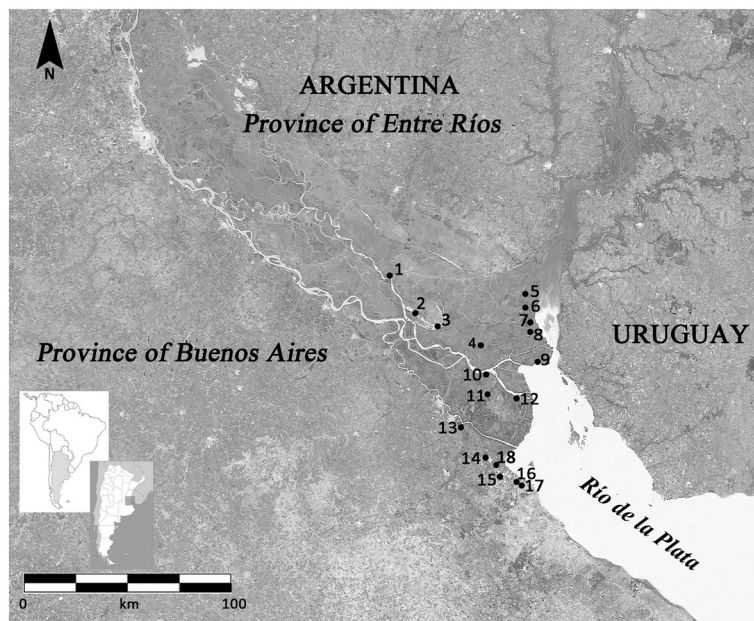 N
ARGENTINA
Province of Entre Ríos
1
2
3
5
6
7
8
4
URUGUAY
Province of Buenos Aires
9
10
11
12
13
14
18
15
16
17
Río de la Plata
0
km
100